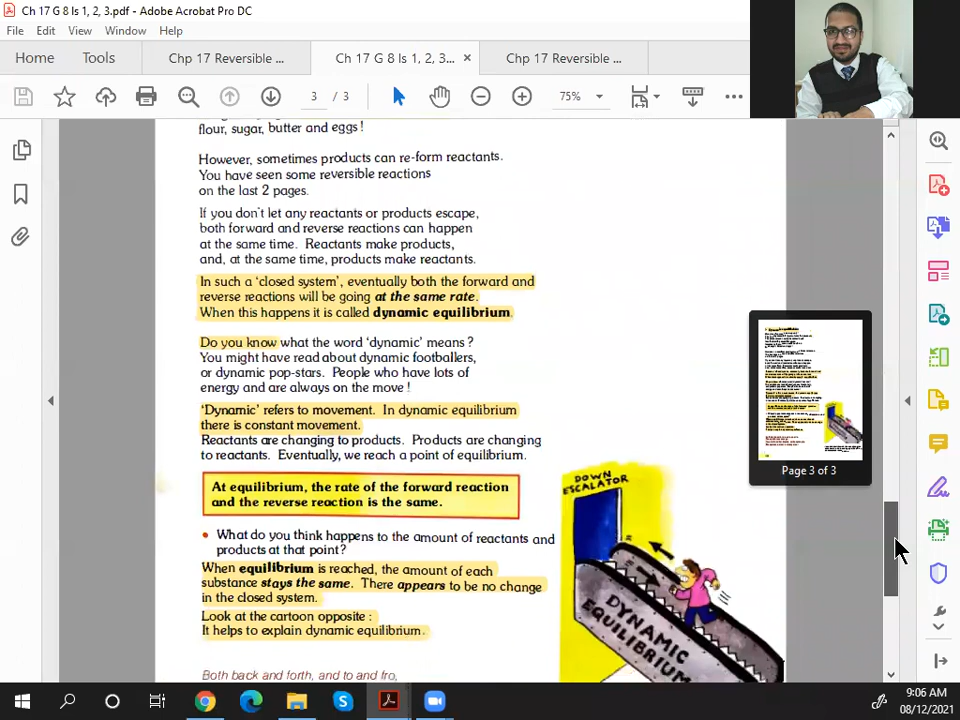 Ch 17 G 8 ls 1, 2, 3.pdf - Adobe Acrobat Pro DC
File Edit View Window Help
Home Tools Chp 17 Reversible ... Ch 17 G 8 ls 1, 2, 3... × Chp 17 Reversible ...
3 / 3 75%
flour, sugar, butter and eggs !
However, sometimes products can re-form reactants.
You have seen some reversible reactions
on the last 2 pages.
If you don't let any reactants or products escape,
both forward and reverse reactions can happen
at the same time. Reactants make products,
and, at the same time, products make reactants.
In such a 'closed system', eventually both the forward and
reverse reactions will be going at the same rate.
When this happens it is called dynamic equilibrium.
Do you know what the word 'dynamic' means ?
You might have read about dynamic footballers,
or dynamic pop-stars. People who have lots of
energy and are always on the move !
'Dynamic' refers to movement. In dynamic equilibrium
there is constant movement.
Reactants are changing to products. Products are changing
to reactants. Eventually, we reach a point of equilibrium.
At equilibrium, the rate of the forward reaction
and the reverse reaction is the same.
• What do you think happens to the amount of reactants and
products at that point?
When equilibrium is reached, the amount of each
substance stays the same. There appears to be no change
in the closed system.
Look at the cartoon opposite :
It helps to explain dynamic equilibrium.
Both back and forth, and to and fro,
DOWN
ESCALATOR
DYNAMIC
EQUILIBRIUM
Page 3 of 3
9:06 AM
08/12/2021